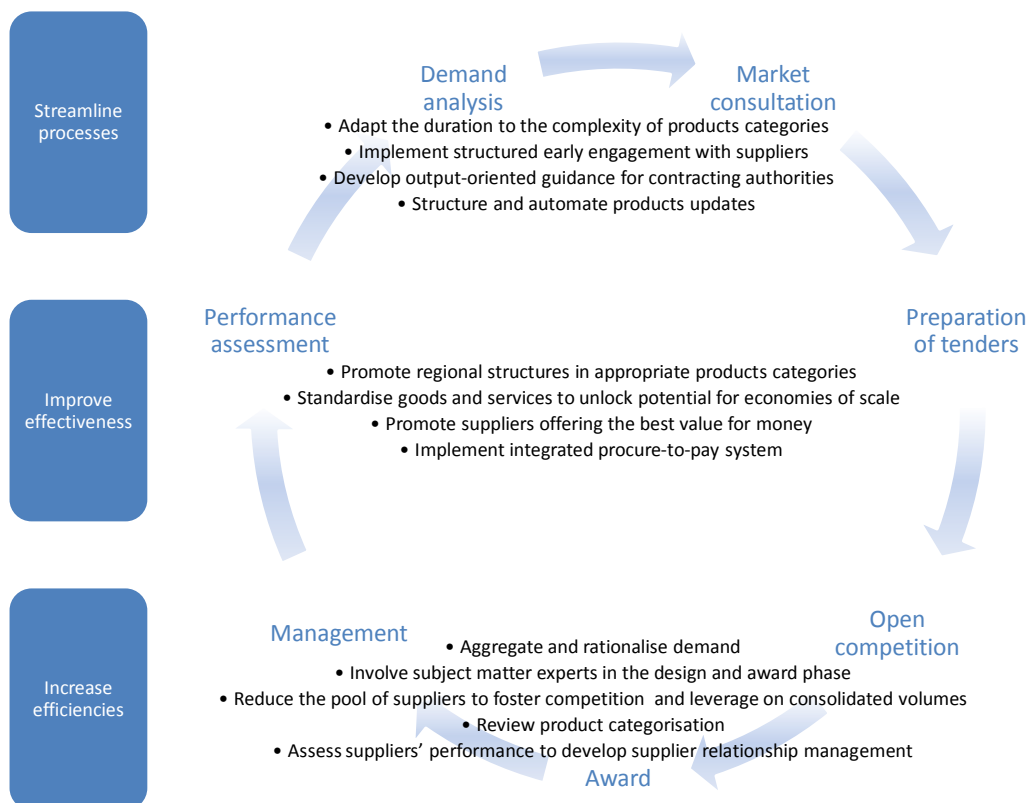 Streamline
processes
Demand
analysis
Market
consultation
• Adapt the duration to the complexity of products categories
• Implement structured early engagement with suppliers
• Develop output-oriented guidance for contracting authorities
• Structure and automate products updates
Performance
assessment
Preparation
of tenders
Improve
effectiveness
• Promote regional structures in appropriate products categories
• Standardise goods and services to unlock potential for economies of scale
• Promote suppliers offering the best value for money
• Implement integrated procure-to-pay system
Increase
efficiencies
Management
Open
competition
• Aggregate and rationalise demand
• Involve subject matter experts in the design and award phase
• Reduce the pool of suppliers to foster competition and leverage on consolidated volumes
• Review product categorisation
• Assess suppliers’ performance to develop supplier relationship management
Award